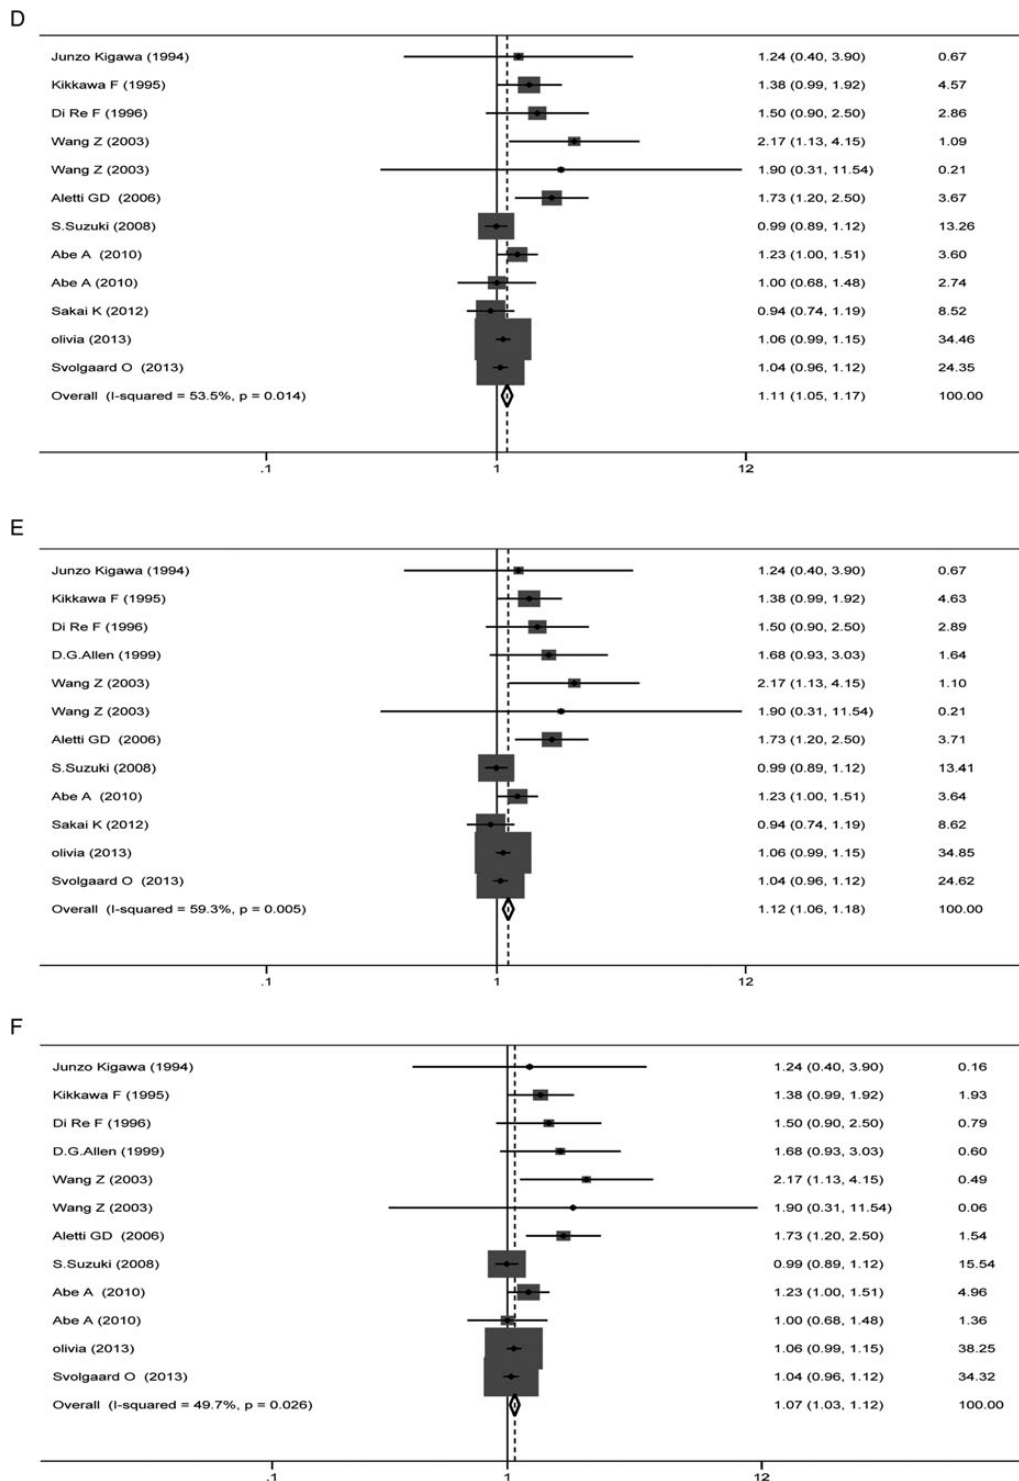 D
Junzo Kigawa (1994) 1.24 (0.40, 3.90) 0.67
Kikkawa F (1995) 1.38 (0.99, 1.92) 4.57
Di Re F (1996) 1.50 (0.90, 2.50) 2.86
Wang Z (2003) 2.17 (1.13, 4.15) 1.09
Wang Z (2003) 1.90 (0.31, 11.54) 0.21
Aletti GD (2006) 1.73 (1.20, 2.50) 3.67
S.Suzuki (2008) 0.99 (0.89, 1.12) 13.26
Abe A (2010) 1.23 (1.00, 1.51) 3.60
Abe A (2010) 1.00 (0.68, 1.48) 2.74
Sakai K (2012) 0.94 (0.74, 1.19) 8.52
olivia (2013) 1.06 (0.99, 1.15) 34.46
Svolgaard O (2013) 1.04 (0.96, 1.12) 24.35
Overall (I-squared = 53.5%, p = 0.014) 1.11 (1.05, 1.17) 100.00
.1 1 12
E
Junzo Kigawa (1994) 1.24 (0.40, 3.90) 0.67
Kikkawa F (1995) 1.38 (0.99, 1.92) 4.63
Di Re F (1996) 1.50 (0.90, 2.50) 2.89
D.G.Allen (1999) 1.68 (0.93, 3.03) 1.64
Wang Z (2003) 2.17 (1.13, 4.15) 1.10
Wang Z (2003) 1.90 (0.31, 11.54) 0.21
Aletti GD (2006) 1.73 (1.20, 2.50) 3.71
S.Suzuki (2008) 0.99 (0.89, 1.12) 13.41
Abe A (2010) 1.23 (1.00, 1.51) 3.64
Sakai K (2012) 0.94 (0.74, 1.19) 8.62
olivia (2013) 1.06 (0.99, 1.15) 34.85
Svolgaard O (2013) 1.04 (0.96, 1.12) 24.62
Overall (I-squared = 59.3%, p = 0.005) 1.12 (1.06, 1.18) 100.00
.1 1 12
F
Junzo Kigawa (1994) 1.24 (0.40, 3.90) 0.16
Kikkawa F (1995) 1.38 (0.99, 1.92) 1.93
Di Re F (1996) 1.50 (0.90, 2.50) 0.79
D.G.Allen (1999) 1.68 (0.93, 3.03) 0.60
Wang Z (2003) 2.17 (1.13, 4.15) 0.49
Wang Z (2003) 1.90 (0.31, 11.54) 0.06
Aletti GD (2006) 1.73 (1.20, 2.50) 1.54
S.Suzuki (2008) 0.99 (0.89, 1.12) 15.54
Abe A (2010) 1.23 (1.00, 1.51) 4.96
Abe A (2010) 1.00 (0.68, 1.48) 1.36
olivia (2013) 1.06 (0.99, 1.15) 38.25
Svolgaard O (2013) 1.04 (0.96, 1.12) 34.32
Overall (I-squared = 49.7%, p = 0.026) 1.07 (1.03, 1.12) 100.00
.1 1 12